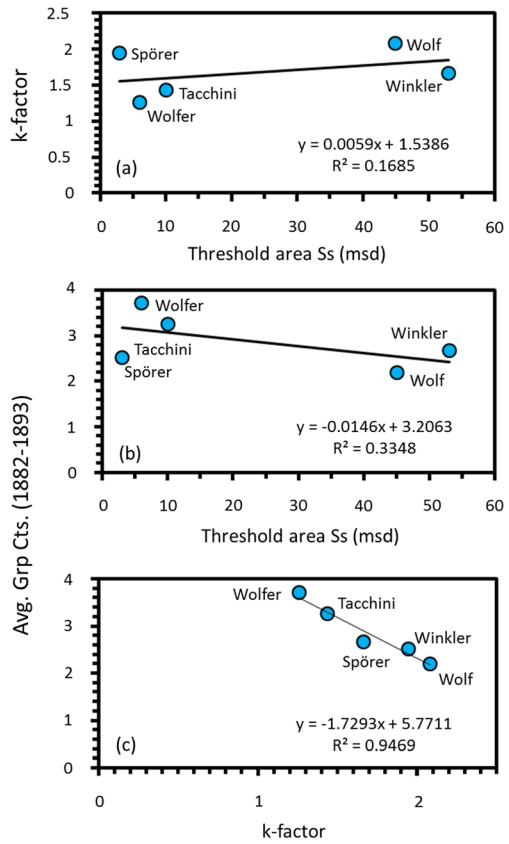 2.5
2
1.5
1
0.5
0
k-factor
Spörer
Wolf
Winkler
Tacchini
Wolfer
y = 0.0059x + 1.5386
R² = 0.1685
(a)
0 10 20 30 40 50 60
Threshold area Ss (msd)
4
3
2
1
0
Wolfer
Winkler
Tacchini
Spörer
Wolf
y = -0.0146x + 3.2063
R² = 0.3348
(b)
0 10 20 30 40 50 60
Threshold area Ss (msd)
Avg. Grp Cts. (1882-1893)
4
3
2
1
0
Wolfer
Tacchini
Winkler
Spörer
Wolf
y = -1.7293x + 5.7711
R² = 0.9469
(c)
0 1 2
k-factor